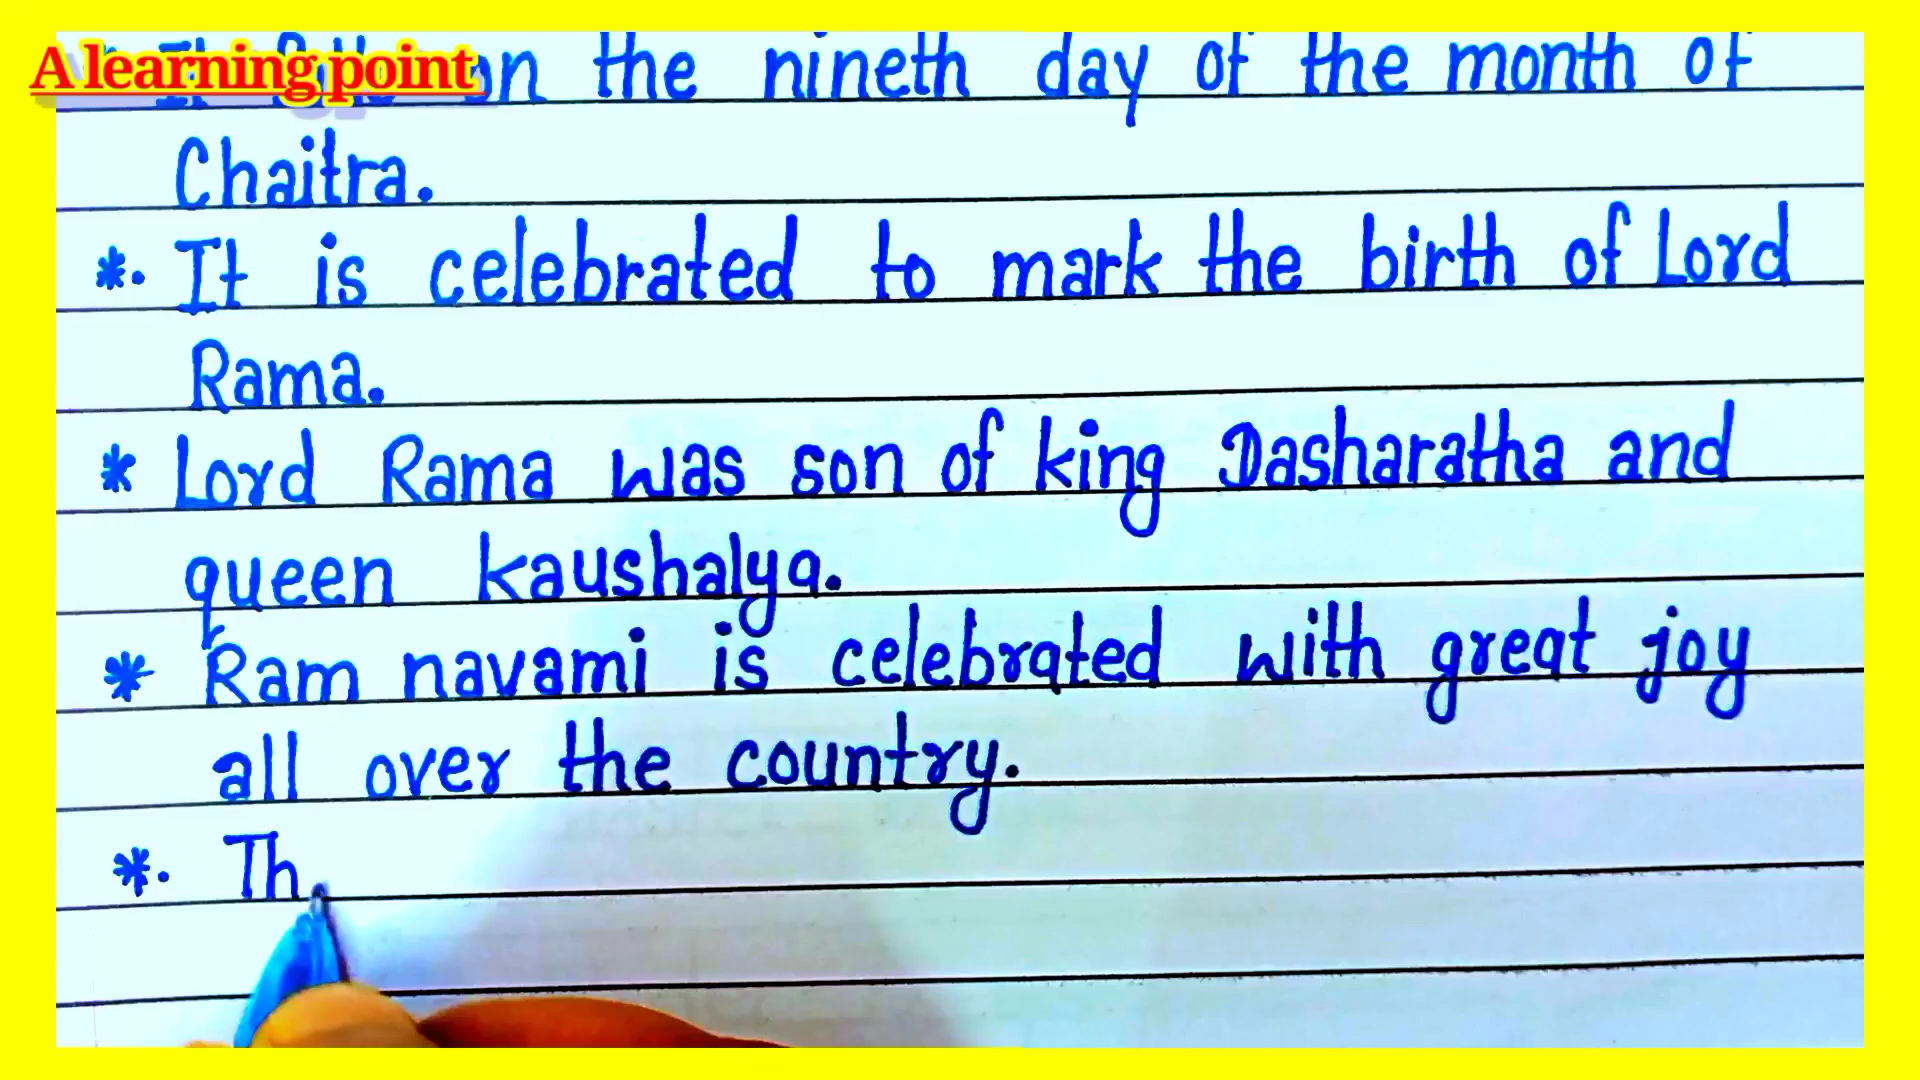 A learning point
on the nineth day of the month of
Chaitra.
*. It is celebrated to mark the birth of Lord
Rama.
* Lord Rama was son of king Dasharatha and
queen kaushalya.
* Ram navami is celebrated with great joy
all over the country.
*. Th